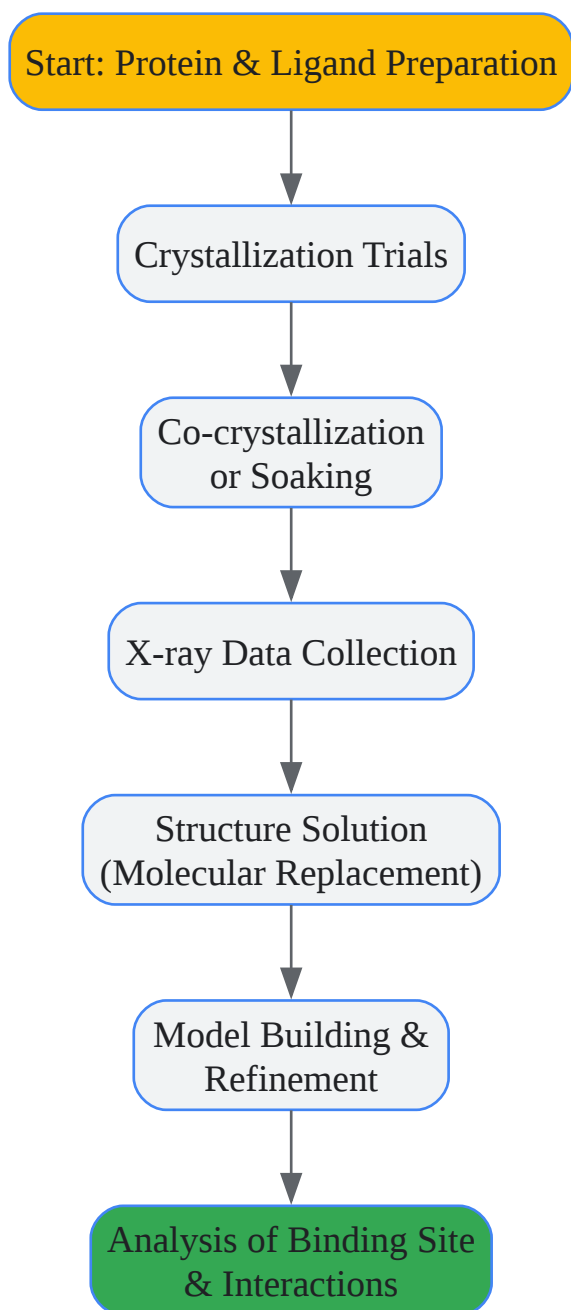 Start: Protein & Ligand Preparation
Crystallization Trials
Co-crystallization
or Soaking
X-ray Data Collection
Structure Solution
(Molecular Replacement)
Model Building &
Refinement
Analysis of Binding Site
& Interactions